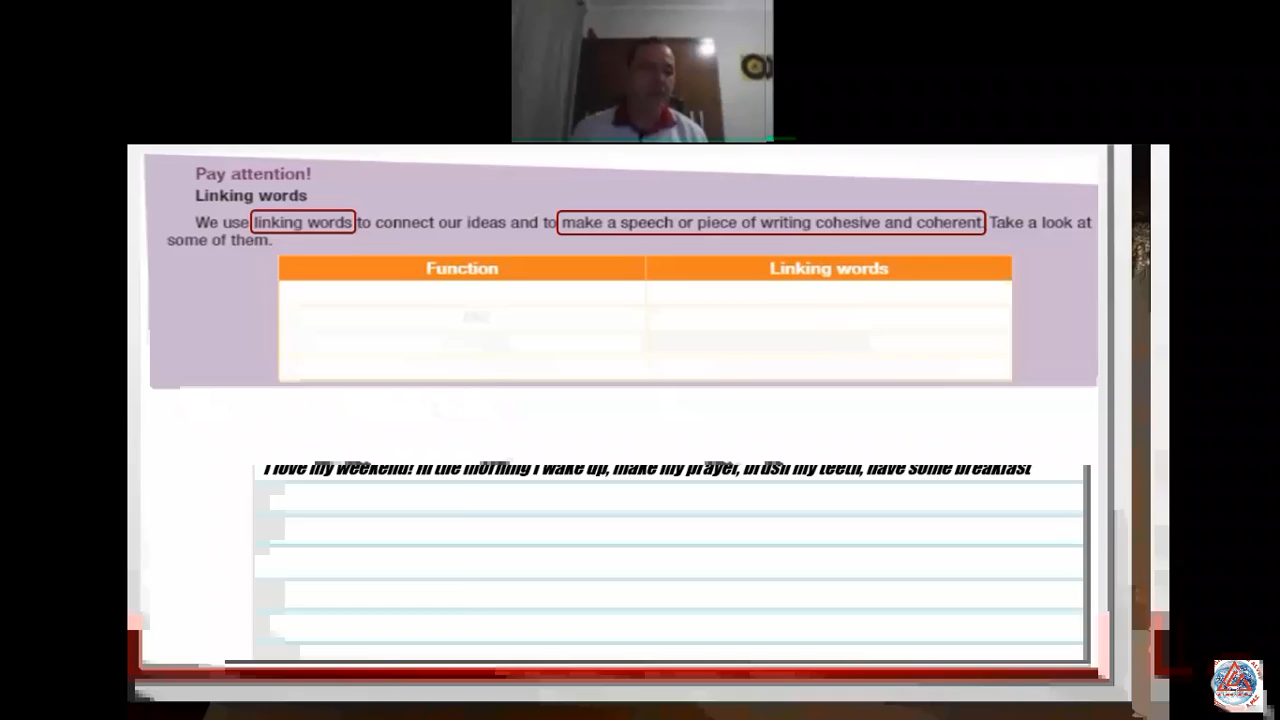 Pay attention!
Linking words
We use linking words to connect our ideas and to make a speech or piece of writing cohesive and coherent. Take a look at
some of them.
Function Linking words
I love my weekend! In the morning I wake up, make my prayer, brush my teeth, have some breakfast